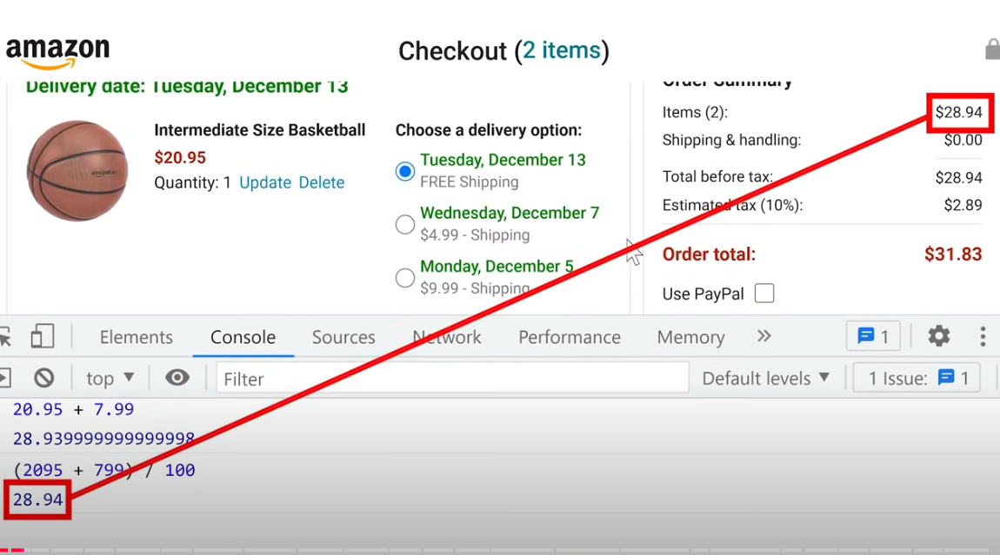 amazon
Checkout (2 items)
Delivery date: Tuesday, December 13
Intermediate Size Basketball
$20.95
Quantity: 1 Update Delete
Choose a delivery option:
Tuesday, December 13
FREE Shipping
Wednesday, December 7
$4.99 - Shipping
Monday, December 5
$9.99 - Shipping
Order Summary
Items (2): $28.94
Shipping & handling: $0.00
Total before tax: $28.94
Estimated tax (10%): $2.89
Order total: $31.83
Use PayPal
Elements Console Sources Network Performance Memory 1
top Filter Default levels 1 Issue: 1
20.95 + 7.99
28.939999999999998
(2095 + 799) / 100
28.94